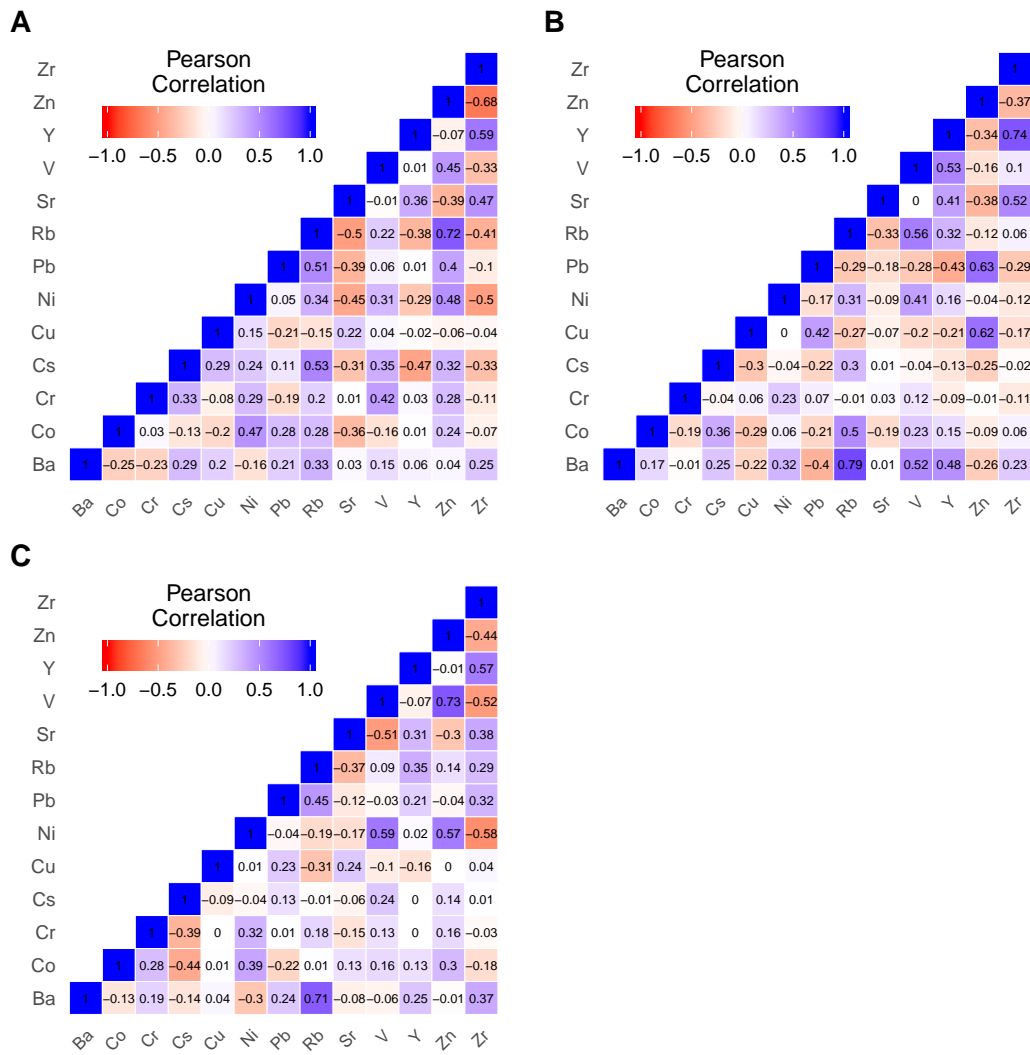 A
Pearson
Correlation
−1.0 −0.5 0.0 0.5 1.0
Zr 1
Zn 1 −0.68
Y 1 −0.07 0.59
V 1 0.01 0.45 −0.33
Sr 1 −0.01 0.36 −0.39 0.47
Rb 1 −0.5 0.22 −0.38 0.72 −0.41
Pb 1 0.51 −0.39 0.06 0.01 0.4 −0.1
Ni 1 0.05 0.34 −0.45 0.31 −0.29 0.48 −0.5
Cu 1 0.15 −0.21 −0.15 0.22 0.04 −0.02 −0.06 −0.04
Cs 1 0.29 0.24 0.11 0.53 −0.31 0.35 −0.47 0.32 −0.33
Cr 1 0.33 −0.08 0.29 −0.19 0.2 0.01 0.42 0.03 0.28 −0.11
Co 1 0.03 −0.13 −0.2 0.47 0.28 0.28 −0.36 −0.16 0.01 0.24 −0.07
Ba 1 −0.25 −0.23 0.29 0.2 −0.16 0.21 0.33 0.03 0.15 0.06 0.04 0.25
Ba Co Cr Cs Cu Ni Pb Rb Sr V Y Zn Zr
B
Pearson
Correlation
−1.0 −0.5 0.0 0.5 1.0
Zr 1
Zn 1 −0.37
Y 1 −0.34 0.74
V 1 0.53 −0.16 0.1
Sr 1 0 0.41 −0.38 0.52
Rb 1 −0.33 0.56 0.32 −0.12 0.06
Pb 1 −0.29 −0.18 −0.28 −0.43 0.63 −0.29
Ni 1 −0.17 0.31 −0.09 0.41 0.16 −0.04 −0.12
Cu 1 0 0.42 −0.27 −0.07 −0.2 −0.21 0.62 −0.17
Cs 1 −0.3 −0.04 −0.22 0.3 0.01 −0.04 −0.13 −0.25 −0.02
Cr 1 −0.04 0.06 0.23 0.07 −0.01 0.03 0.12 −0.09 −0.01 −0.11
Co 1 −0.19 0.36 −0.29 0.06 −0.21 0.5 −0.19 0.23 0.15 −0.09 0.06
Ba 1 0.17 −0.01 0.25 −0.22 0.32 −0.4 0.79 0.01 0.52 0.48 −0.26 0.23
Ba Co Cr Cs Cu Ni Pb Rb Sr V Y Zn Zr
C
Pearson
Correlation
−1.0 −0.5 0.0 0.5 1.0
Zr 1
Zn 1 −0.44
Y 1 −0.01 0.57
V 1 −0.07 0.73 −0.52
Sr 1 −0.51 0.31 −0.3 0.38
Rb 1 −0.37 0.09 0.35 0.14 0.29
Pb 1 0.45 −0.12 −0.03 0.21 −0.04 0.32
Ni 1 −0.04 −0.19 −0.17 0.59 0.02 0.57 −0.58
Cu 1 0.01 0.23 −0.31 0.24 −0.1 −0.16 0 0.04
Cs 1 −0.09 −0.04 0.13 −0.01 −0.06 0.24 0 0.14 0.01
Cr 1 −0.39 0 0.32 0.01 0.18 −0.15 0.13 0 0.16 −0.03
Co 1 0.28 −0.44 0.01 0.39 −0.22 0.01 0.13 0.16 0.13 0.3 −0.18
Ba 1 −0.13 0.19 −0.14 0.04 −0.3 0.24 0.71 −0.08 −0.06 0.25 −0.01 0.37
Ba Co Cr Cs Cu Ni Pb Rb Sr V Y Zn Zr